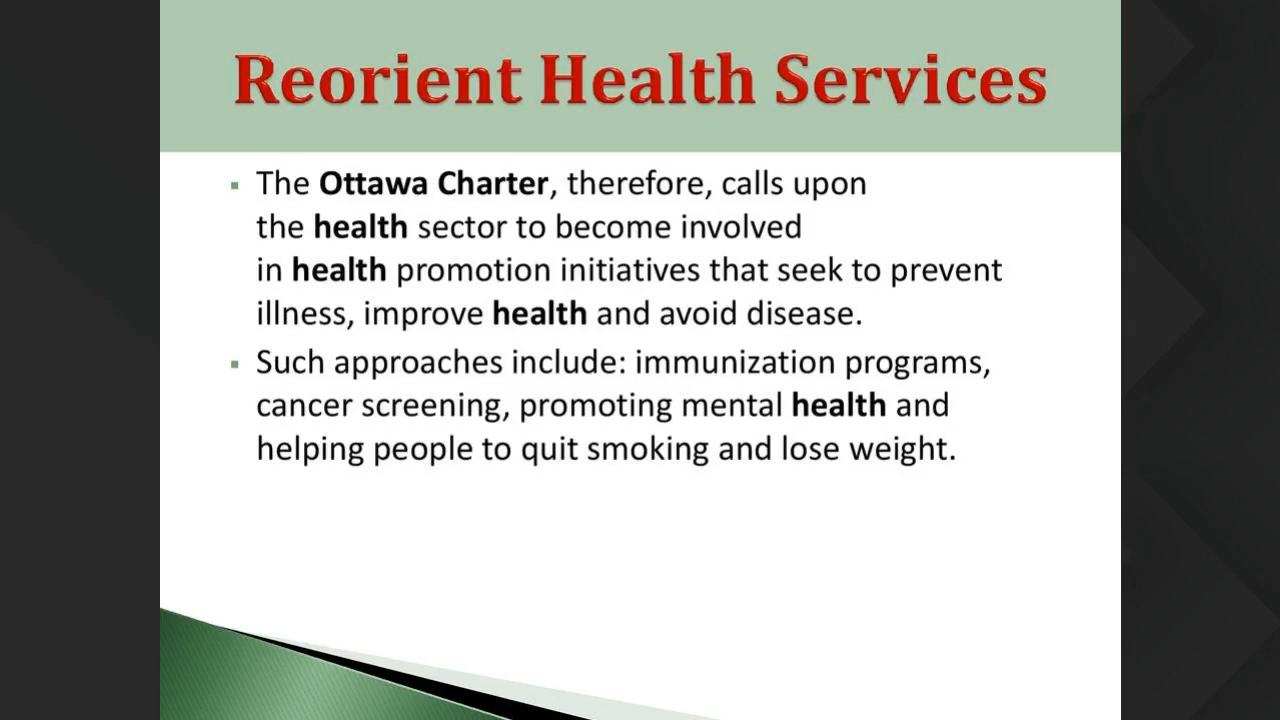 Reorient Health Services
The Ottawa Charter, therefore, calls upon
the health sector to become involved
in health promotion initiatives that seek to prevent
illness, improve health and avoid disease.
Such approaches include: immunization programs,
cancer screening, promoting mental health and
helping people to quit smoking and lose weight.